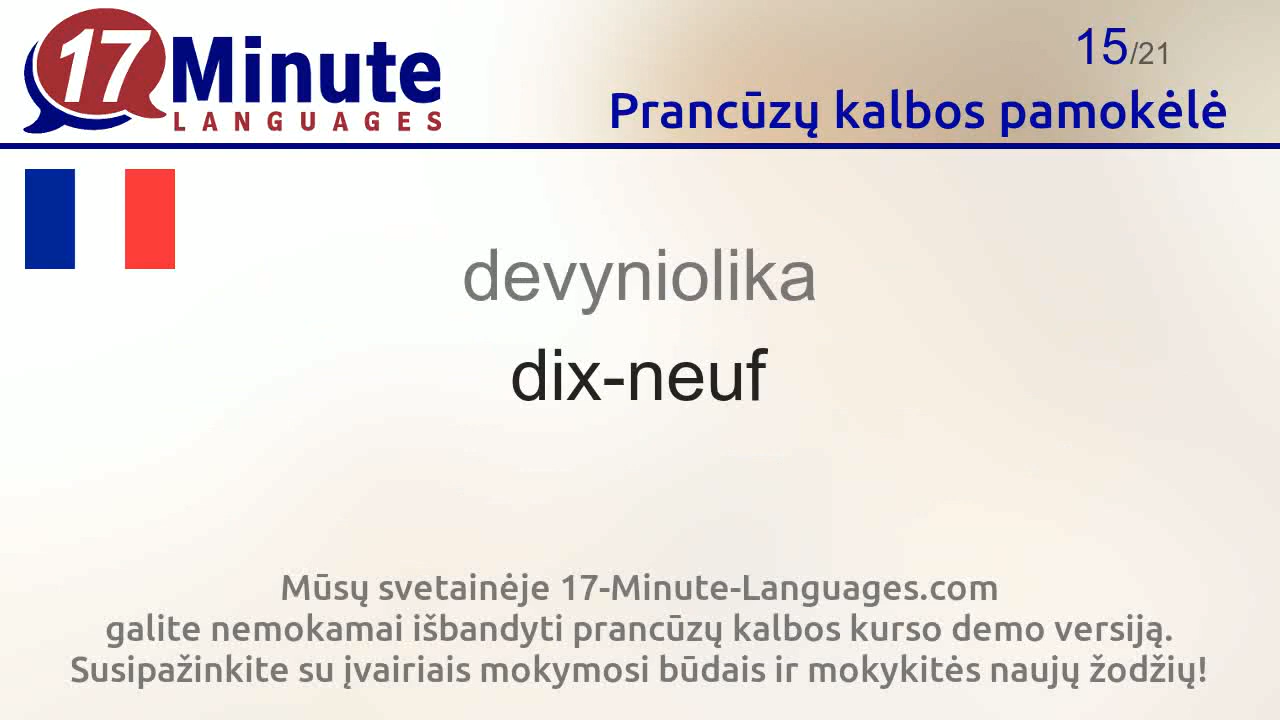 17 Minute
LANGUAGES
15/21
Prancūzų kalbos pamokėlė
devyniolika
dix-neuf
Mūsų svetainėje 17-Minute-Languages.com
galite nemokamai išbandyti prancūzų kalbos kurso demo versiją.
Susipažinkite su įvairiais mokymosi būdais ir mokykitės naujų žodžių!